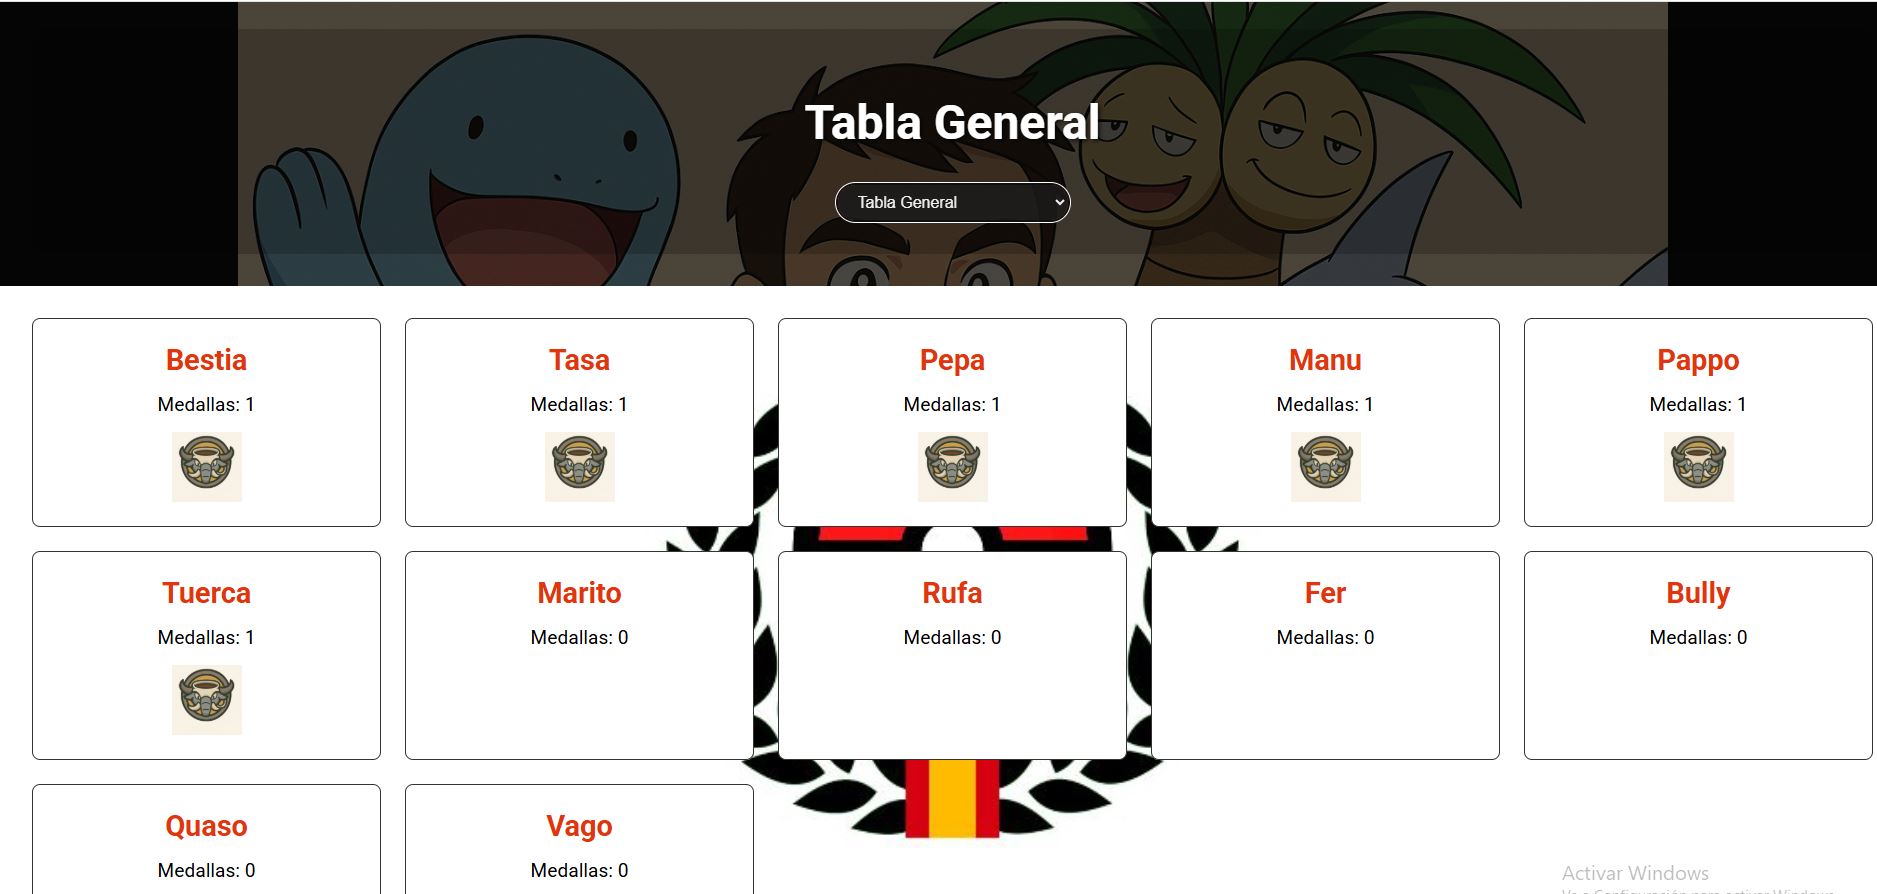 Tabla General
Tabla General
Bestia
Medallas: 1
Tasa
Medallas: 1
Pepa
Medallas: 1
Manu
Medallas: 1
Pappo
Medallas: 1
Tuerca
Medallas: 1
Marito
Medallas: 0
Rufa
Medallas: 0
Fer
Medallas: 0
Bully
Medallas: 0
Quaso
Medallas: 0
Vago
Medallas: 0
Activar Windows